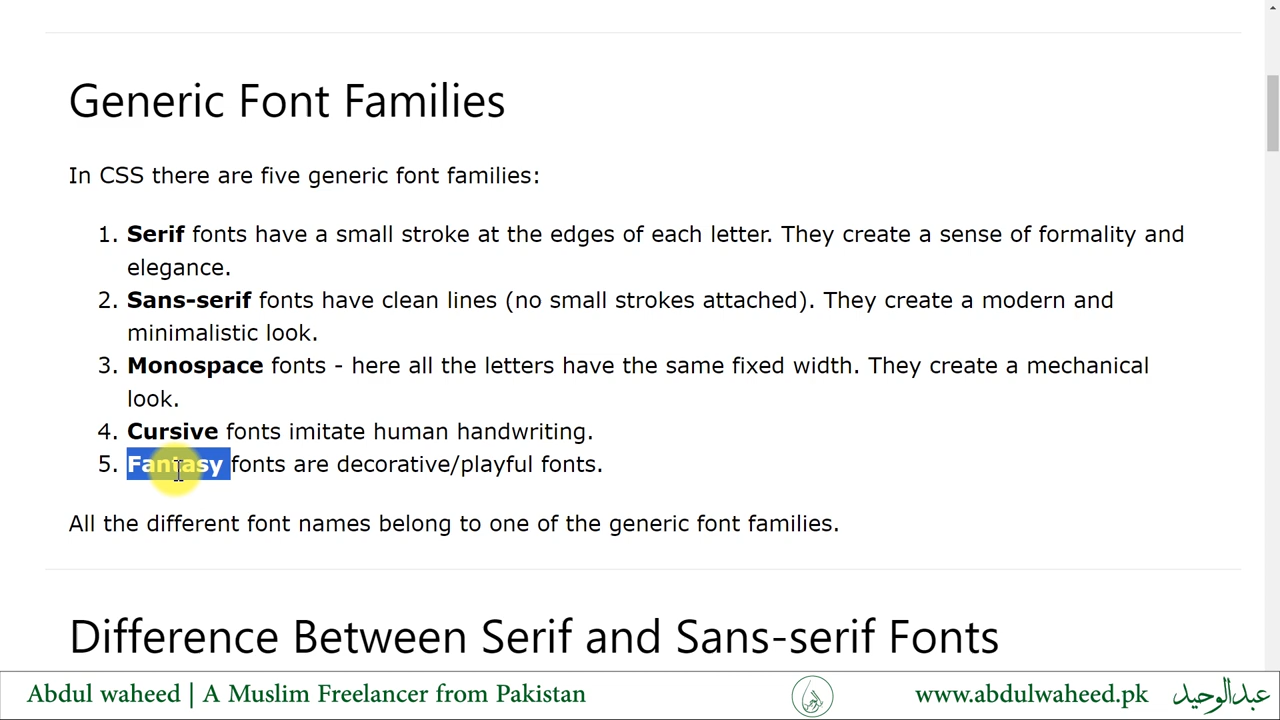 Generic Font Families
In CSS there are five generic font families:
1. Serif fonts have a small stroke at the edges of each letter. They create a sense of formality and
elegance.
2. Sans-serif fonts have clean lines (no small strokes attached). They create a modern and
minimalistic look.
3. Monospace fonts - here all the letters have the same fixed width. They create a mechanical
look.
4. Cursive fonts imitate human handwriting.
5. Fantasy fonts are decorative/playful fonts.
All the different font names belong to one of the generic font families.
Difference Between Serif and Sans-serif Fonts
Abdul waheed | A Muslim Freelancer from Pakistan
www.abdulwaheed.pk عبدالوحيد